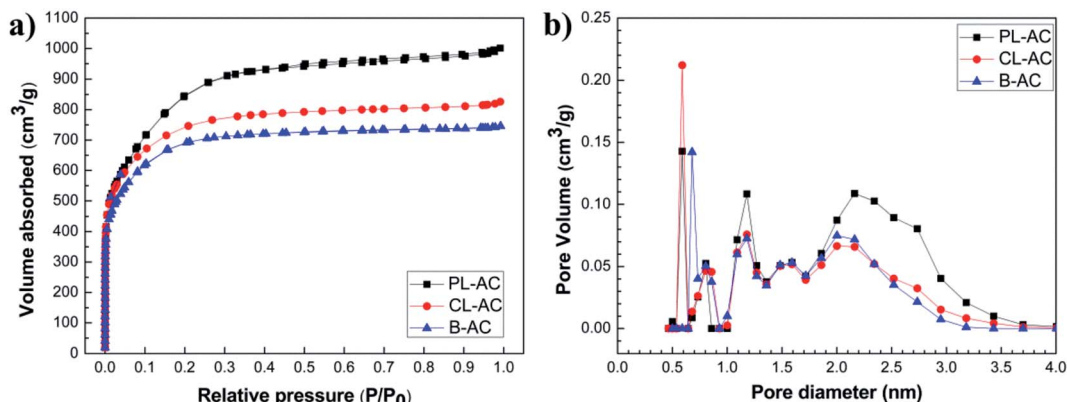 a)
Volume absorbed (cm³/g)
1100
1000
900
800
700
600
500
400
300
200
100
0
PL-AC
CL-AC
B-AC
0.0 0.1 0.2 0.3 0.4 0.5 0.6 0.7 0.8 0.9 1.0
Relative pressure (P/P0)
b)
Pore Volume (cm³/g)
0.25
0.20
0.15
0.10
0.05
0.00
PL-AC
CL-AC
B-AC
0.0 0.5 1.0 1.5 2.0 2.5 3.0 3.5 4.0
Pore diameter (nm)